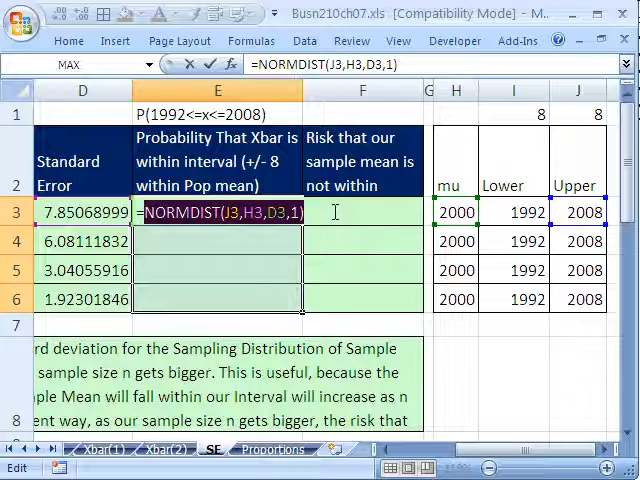 Busn210ch07.xls [Compatibility Mode] - M...
Home Insert Page Layout Formulas Data Review View Developer Add-Ins
MAX =NORMDIST(J3,H3,D3,1)
D E F G H I J
1 P(1992<=x<=2008) 8 8
Probability That Xbar is Risk that our
Standard within interval (+/- 8 sample mean is
2 Error within Pop mean) not within mu Lower Upper
3 7.85068999 =NORMDIST(J3,H3,D3,1) 2000 1992 2008
4 6.08111832 2000 1992 2008
5 3.04055916 2000 1992 2008
6 1.92301846 2000 1992 2008
7
rd deviation for the Sampling Distribution of Sample
sample size n gets bigger. This is useful, because the
ple Mean will fall within our Interval will increase as n
8 ent way, as our sample size n gets bigger, the risk that
Xbar(1) Xbar(2) SE Proportions
Edit